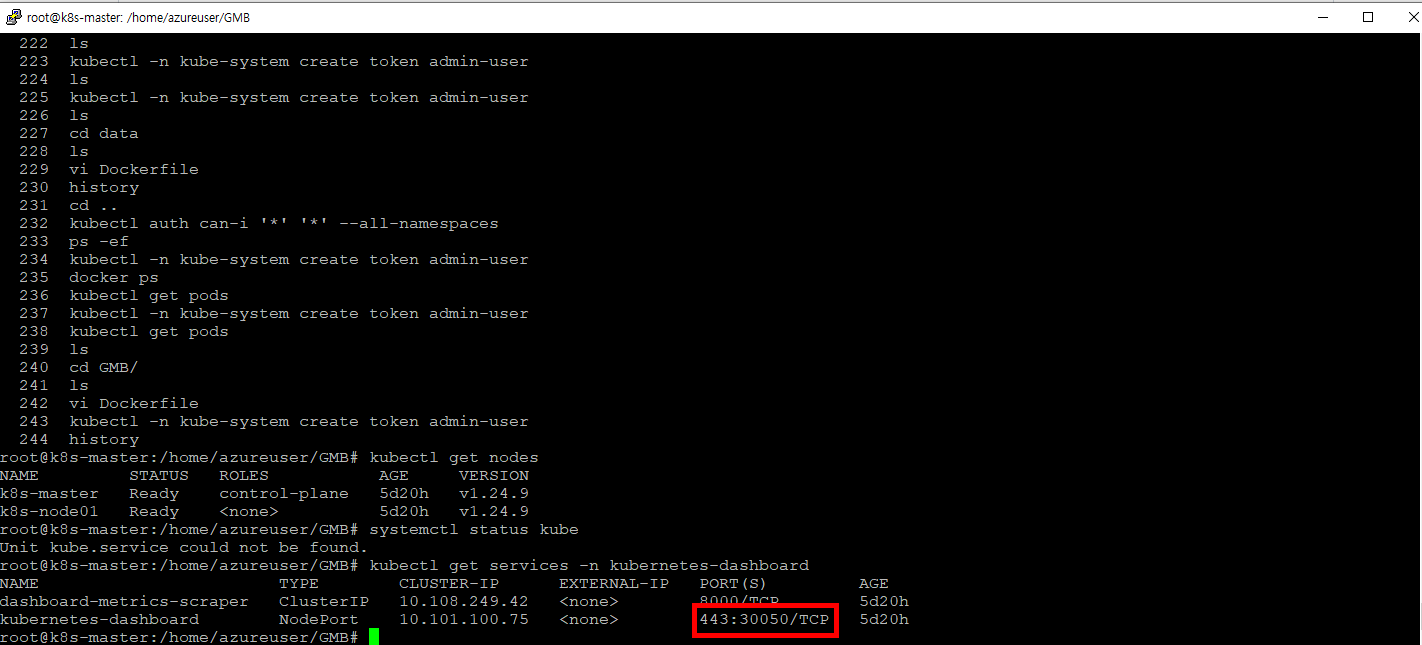 root@k8s-master: /home/azureuser/GMB
222 ls
223 kubectl -n kube-system create token admin-user
224 ls
225 kubectl -n kube-system create token admin-user
226 ls
227 cd data
228 ls
229 vi Dockerfile
230 history
231 cd ..
232 kubectl auth can-i '*' '*' --all-namespaces
233 ps -ef
234 kubectl -n kube-system create token admin-user
235 docker ps
236 kubectl get pods
237 kubectl -n kube-system create token admin-user
238 kubectl get pods
239 ls
240 cd GMB/
241 ls
242 vi Dockerfile
243 kubectl -n kube-system create token admin-user
244 history
root@k8s-master:/home/azureuser/GMB# kubectl get nodes
NAME STATUS ROLES AGE VERSION
k8s-master Ready control-plane 5d20h v1.24.9
k8s-node01 Ready <none> 5d20h v1.24.9
root@k8s-master:/home/azureuser/GMB# systemctl status kube
Unit kube.service could not be found.
root@k8s-master:/home/azureuser/GMB# kubectl get services -n kubernetes-dashboard
NAME TYPE CLUSTER-IP EXTERNAL-IP PORT(S) AGE
dashboard-metrics-scraper ClusterIP 10.108.249.42 <none> 8000/TCP 5d20h
kubernetes-dashboard NodePort 10.101.100.75 <none> 443:30050/TCP 5d20h
root@k8s-master:/home/azureuser/GMB#